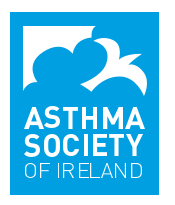 ASTHMA
SOCIETY
OF IRELAND